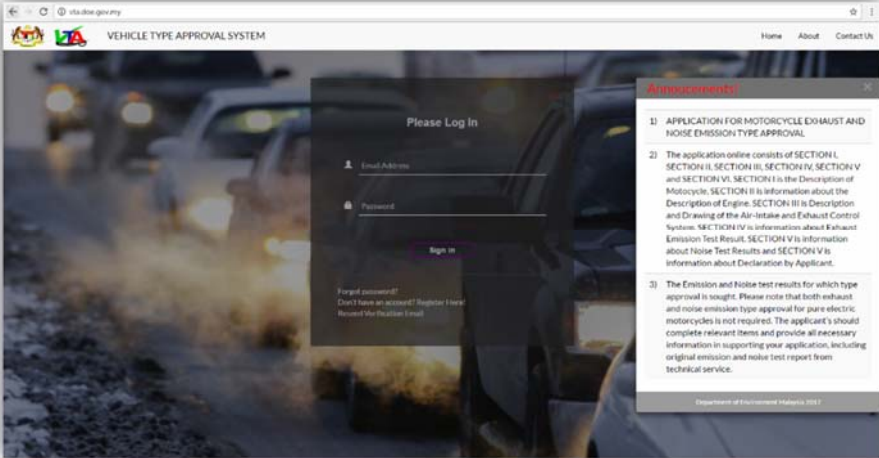 vta.doe.gov.my
VTA
VEHICLE TYPE APPROVAL SYSTEM
Home About Contact Us
Please Log In
Email Address
Password
Sign in
Forgot password?
Don't have an account? Register Here!
Resend Verification Email
Annoucements!
1) APPLICATION FOR MOTORCYCLE EXHAUST AND
NOISE EMISSION TYPE APPROVAL
2) The application online consists of SECTION I,
SECTION II, SECTION III, SECTION IV, SECTION V
and SECTION VI. SECTION I is the Description of
Motocycle, SECTION II is information about the
Description of Engine. SECTION III is Description
and Drawing of the Air-Intake and Exhaust Control
System. SECTION IV is information about Exhaust
Emission Test Result. SECTION V is information
about Noise Test Results and SECTION V is
information about Declaration by Applicant.
3) The Emission and Noise test results for which type
approval is sought. Please note that both exhaust
and noise emission type approval for pure electric
motorcycles is not required. The applicant's should
complete relevant items and provide all necessary
information in supporting your application, including
original emission and noise test report from
technical service.
Department of Environment Malaysia 2017